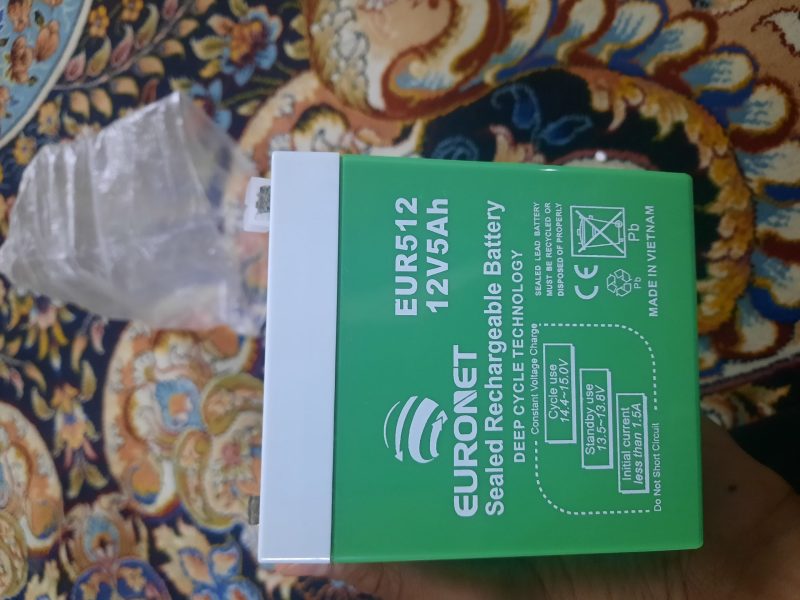 EUR512
12V5Ah
EURONET
Sealed Rechargeable Battery
DEEP CYCLE TECHNOLOGY
Constant Voltage Charge
Cycle use
14.4~15.0V
Standby use
13.5~13.8V
Initial current
less than 1.5A
Do Not Short Circuit
SEALED LEAD BATTERY
MUST BE RECYCLED OR
DISPOSED OF PROPERLY
CE
Pb
Pb
MADE IN VIETNAM